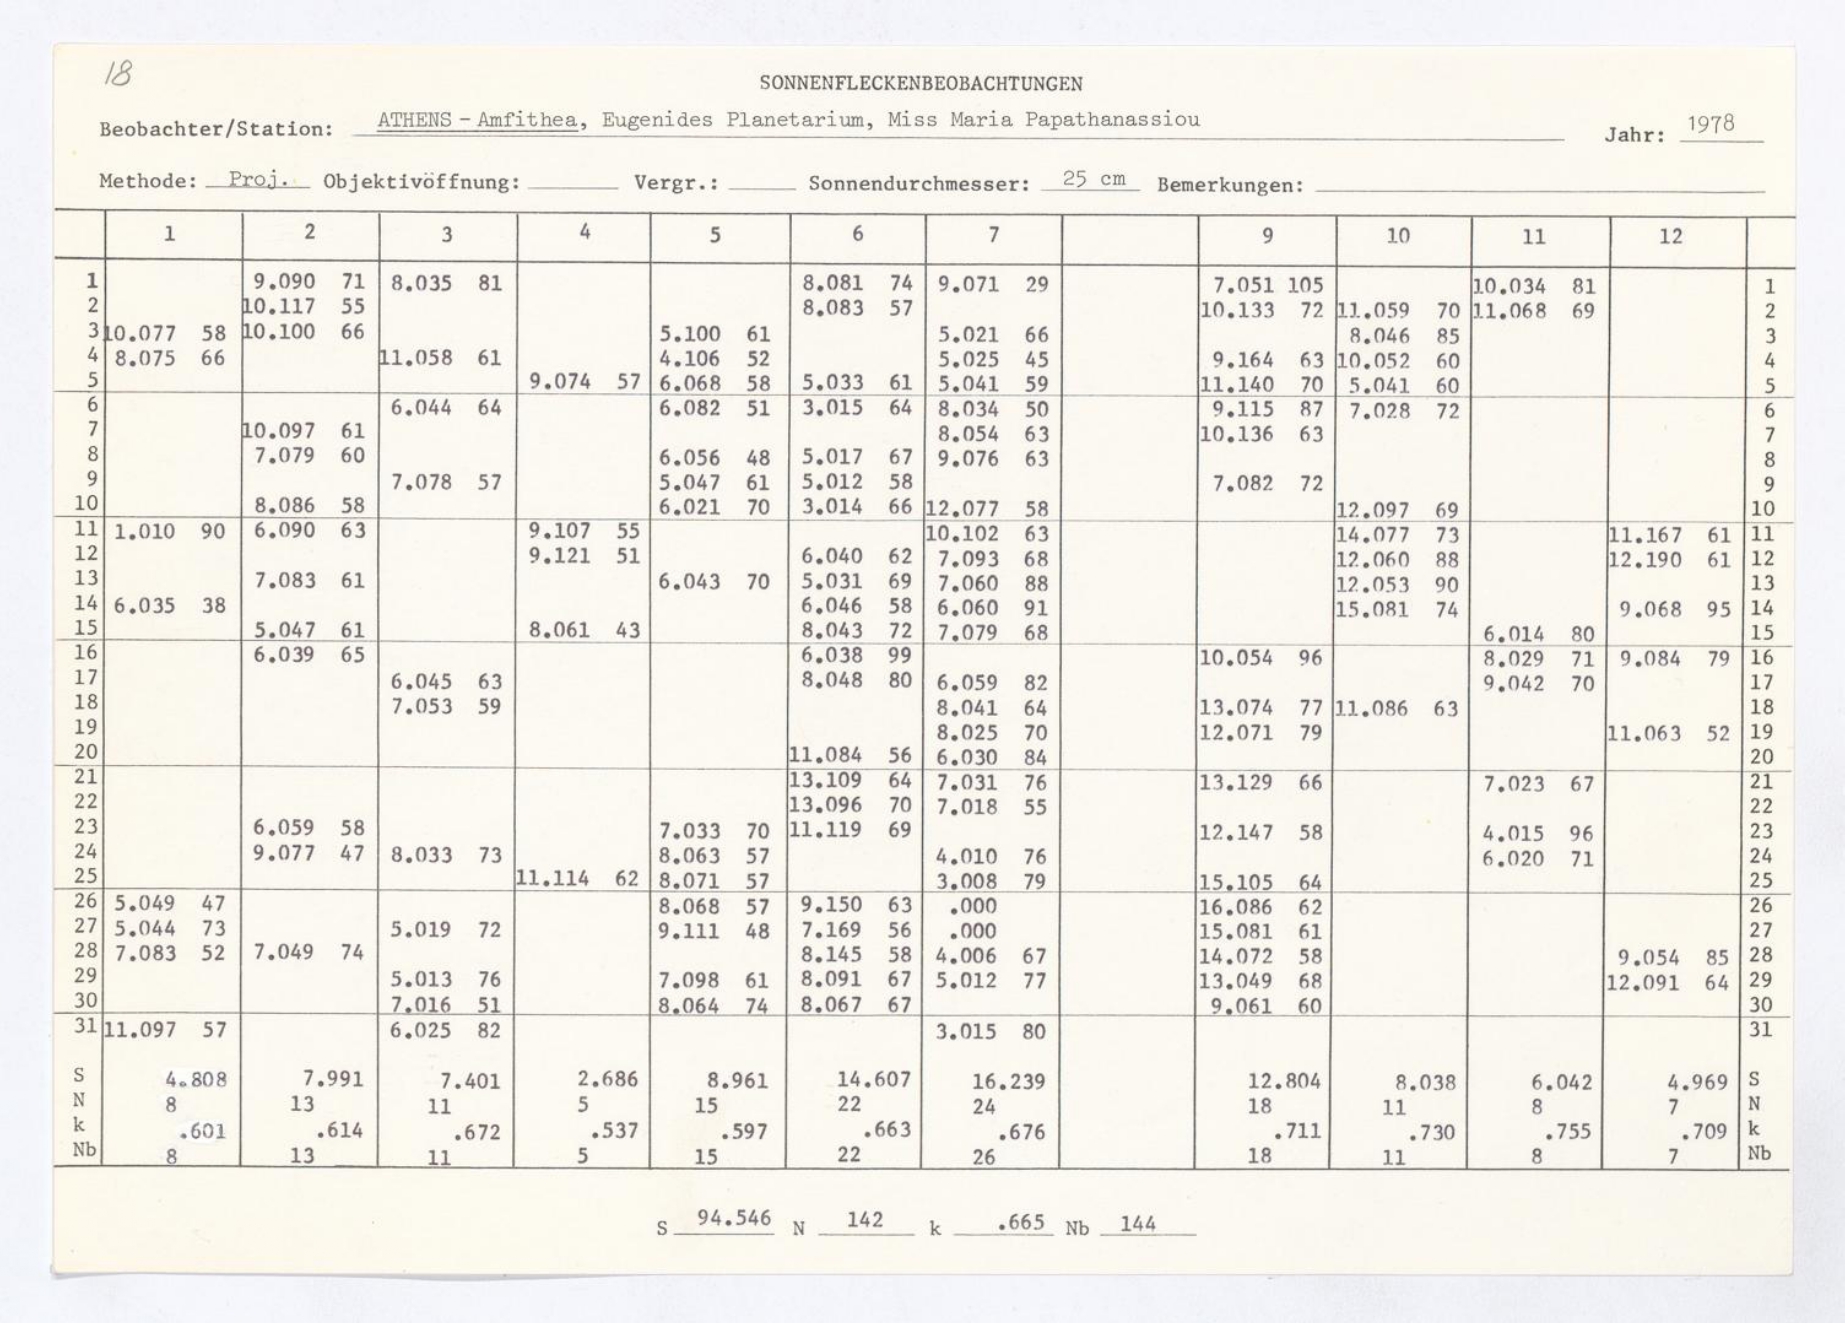 18
SONNENFLECKENBEOBACHTUNGEN
Beobachter/Station: ATHENS - Amfithea, Eugenides Planetarium, Miss Maria Papathanassiou Jahr: 1978
Methode: Proj. Objektivöffnung: Vergr.: Sonnendurchmesser: 25 cm Bemerkungen:
1 2 3 4 5 6 7 9 10 11 12
1 9.090 71 8.035 81 8.081 74 9.071 29 7.051 105 10.034 81 1
2 10.117 55 8.083 57 10.133 72 11.059 70 11.068 69 2
3 10.077 58 10.100 66 5.100 61 5.021 66 8.046 85 3
4 8.075 66 11.058 61 4.106 52 5.025 45 9.164 63 10.052 60 4
5 9.074 57 6.068 58 5.033 61 5.041 59 11.140 70 5.041 60 5
6 6.044 64 6.082 51 3.015 64 8.034 50 9.115 87 7.028 72 6
7 10.097 61 8.054 63 10.136 63 7
8 7.079 60 6.056 48 5.017 67 9.076 63 8
9 7.078 57 5.047 61 5.012 58 7.082 72 9
10 8.086 58 6.021 70 3.014 66 12.077 58 12.097 69 10
11 1.010 90 6.090 63 9.107 55 10.102 63 14.077 73 11.167 61 11
12 9.121 51 6.040 62 7.093 68 12.060 88 12.190 61 12
13 7.083 61 6.043 70 5.031 69 7.060 88 12.053 90 13
14 6.035 38 6.046 58 6.060 91 15.081 74 9.068 95 14
15 5.047 61 8.061 43 8.043 72 7.079 68 6.014 80 15
16 6.039 65 6.038 99 10.054 96 8.029 71 9.084 79 16
17 6.045 63 8.048 80 6.059 82 9.042 70 17
18 7.053 59 8.041 64 13.074 77 11.086 63 18
19 8.025 70 12.071 79 11.063 52 19
20 11.084 56 6.030 84 20
21 13.109 64 7.031 76 13.129 66 7.023 67 21
22 13.096 70 7.018 55 22
23 6.059 58 7.033 70 11.119 69 12.147 58 4.015 96 23
24 9.077 47 8.033 73 8.063 57 4.010 76 6.020 71 24
25 11.114 62 8.071 57 3.008 79 15.105 64 25
26 5.049 47 8.068 57 9.150 63 .000 16.086 62 26
27 5.044 73 5.019 72 9.111 48 7.169 56 .000 15.081 61 27
28 7.083 52 7.049 74 8.145 58 4.006 67 14.072 58 9.054 85 28
29 5.013 76 7.098 61 8.091 67 5.012 77 13.049 68 12.091 64 29
30 7.016 51 8.064 74 8.067 67 9.061 60 30
31 11.097 57 6.025 82 3.015 80 31
S 4.808 7.991 7.401 2.686 8.961 14.607 16.239 12.804 8.038 6.042 4.969 S
N 8 13 11 5 15 22 24 18 11 8 7 N
k .601 .614 .672 .537 .597 .663 .676 .711 .730 .755 .709 k
Nb 8 13 11 5 15 22 26 18 11 8 7 Nb
S 94.546 N 142 k .665 Nb 144